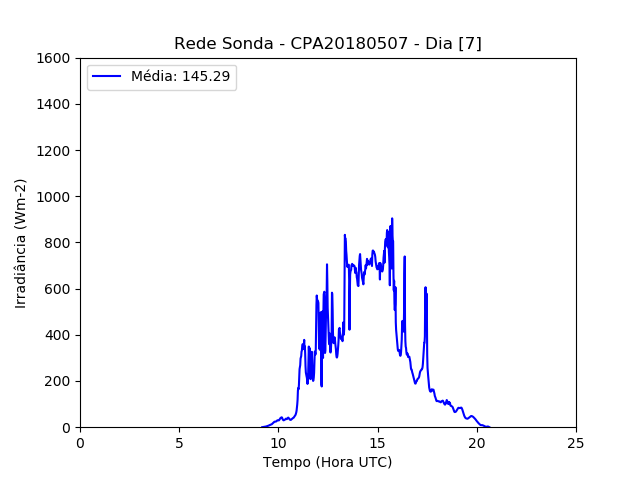 Rede Sonda - CPA20180507 - Dia [7]
Média: 145.29
Irradiância (Wm-2)
1600
1400
1200
1000
800
600
400
200
0
0 5 10 15 20 25
Tempo (Hora UTC)